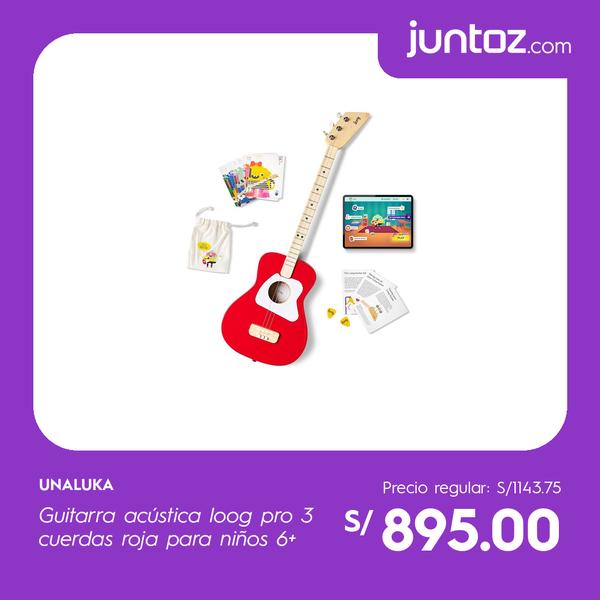 juntoz.com
UNALUKA
Guitarra acústica loog pro 3
cuerdas roja para niños 6+
Precio regular: S/1143.75
S/ 895.00